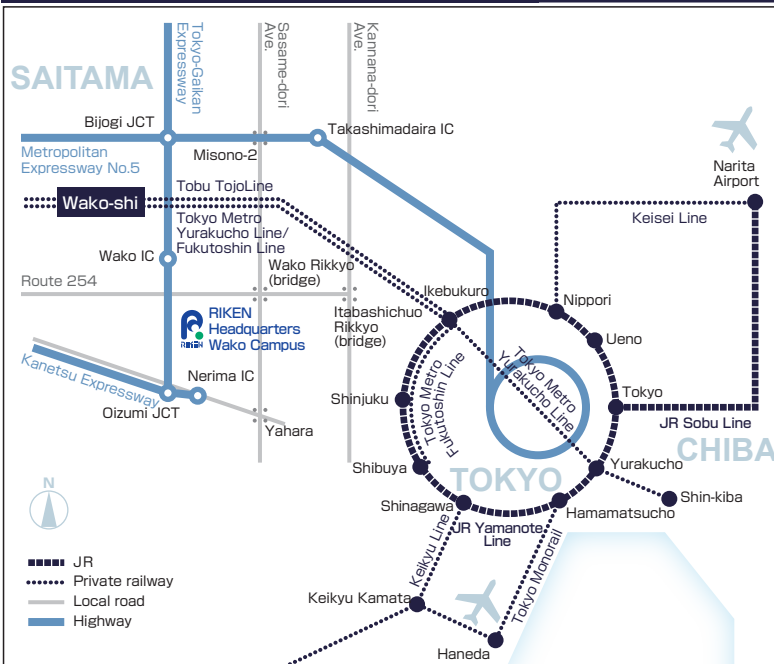 Tokyo-Gaikan
Expressway
Sasame-dori
Ave.
Kannana-dori
Ave.
SAITAMA
Bijogi JCT
Takashimadaira IC
Metropolitan
Expressway No.5
Misono-2
Narita
Airport
Wako-shi
Tobu TojoLine
Tokyo Metro
Yurakucho Line/
Fukutoshin Line
Keisei Line
Wako IC
Wako Rikkyo
(bridge)
Route 254
Ikebukuro
Nippori
RIKEN
RIKEN
Headquarters
Wako Campus
Itabashichuo
Rikkyo
(bridge)
Ueno
Kanetsu Expressway
Nerima IC
Oizumi JCT
Tokyo Metro
Fukutoshin Line
Tokyo Metro
Yurakucho Line
Shinjuku
Tokyo
JR Sobu Line
Yahara
CHIBA
Shibuya
TOKYO
Yurakucho
Shin-kiba
Shinagawa
Hamamatsucho
JR Yamanote
Line
N
Keikyu Line
Tokyo Monorail
JR
Private railway
Local road
Highway
Keikyu Kamata
Haneda